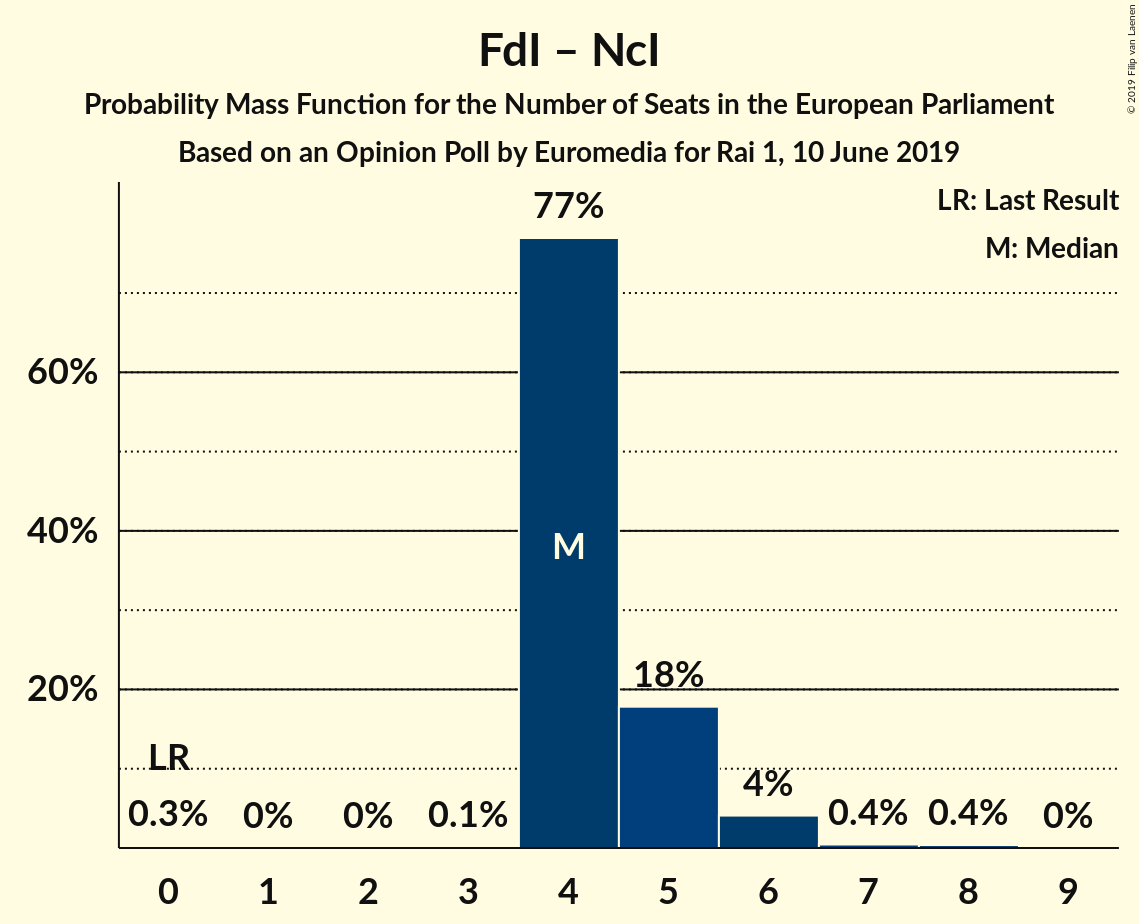 FdI – NcI
Probability Mass Function for the Number of Seats in the European Parliament
Based on an Opinion Poll by Euromedia for Rai 1, 10 June 2019
© 2019 Filip van Laenen
LR: Last Result
M: Median
77%
60%
40%
M
20%
18%
LR
4%
0.3% 0% 0% 0.1% 0.4% 0.4% 0%
0 1 2 3 4 5 6 7 8 9